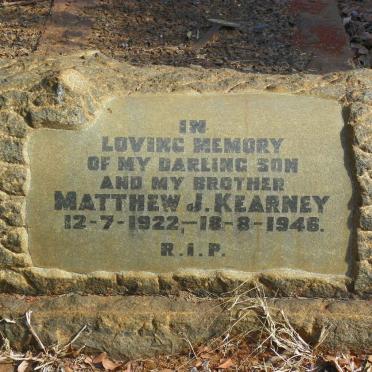 IN
LOVING MEMORY
OF MY DARLING SON
AND MY BROTHER
MATTHEW J. KEARNEY
12-7-1922,-18-8-1946.
R.I.P.